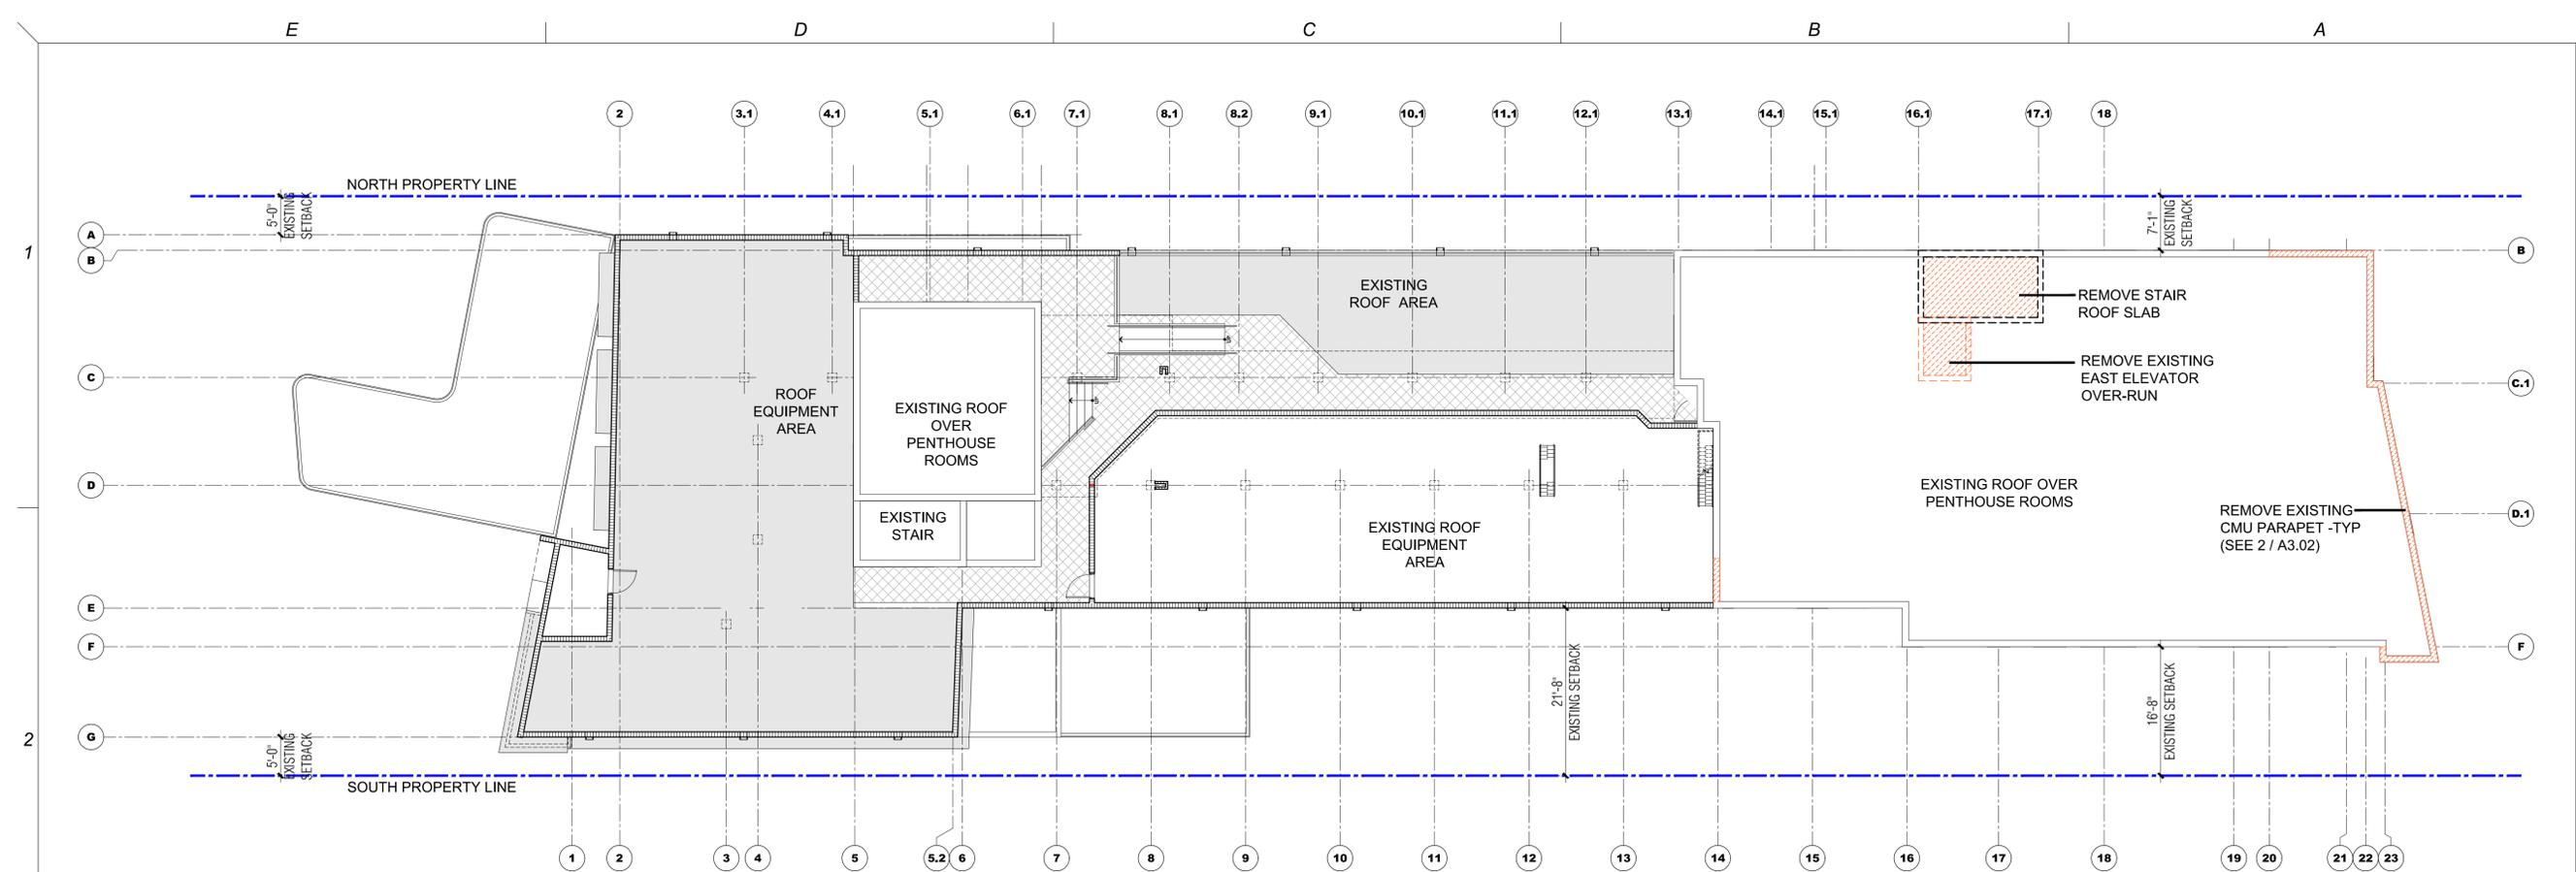 E D C B A
2 3.1 4.1 5.1 6.1 7.1 8.1 8.2 9.1 10.1 11.1 12.1 13.1 14.1 15.1 16.1 17.1 18
NORTH PROPERTY LINE
5'-0"
EXISTING
SETBACK
7'-1"
EXISTING
SETBACK
A
1
B
B
EXISTING
ROOF AREA
REMOVE STAIR
ROOF SLAB
REMOVE EXISTING
EAST ELEVATOR
OVER-RUN
C
C.1
ROOF
EQUIPMENT
AREA
EXISTING ROOF
OVER
PENTHOUSE
ROOMS
D
EXISTING ROOF OVER
PENTHOUSE ROOMS
REMOVE EXISTING
CMU PARAPET -TYP
(SEE 2 / A3.02)
D.1
EXISTING
STAIR
EXISTING ROOF
EQUIPMENT
AREA
E
F
F
21'-8"
EXISTING SETBACK
16'-8"
EXISTING SETBACK
2
G
5'-0"
EXISTING
SETBACK
SOUTH PROPERTY LINE
1 2 3 4 5 5.2 6 7 8 9 10 11 12 13 14 15 16 17 18 19 20 21 22 23